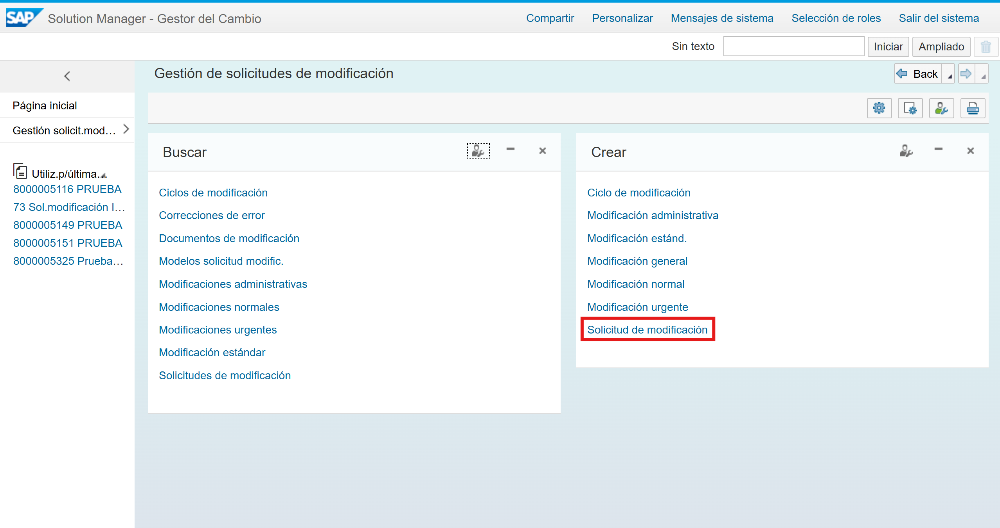 SAP Solution Manager - Gestor del Cambio
Compartir Personalizar Mensajes de sistema Selección de roles Salir del sistema
Sin texto Iniciar Ampliado
Gestión de solicitudes de modificación
Back
Página inicial
Gestión solicit.mod...
Utiliz.p/última...
8000005116 PRUEBA
73 Sol.modificación I...
8000005149 PRUEBA
8000005151 PRUEBA
8000005325 Prueba...
Buscar
Ciclos de modificación
Correcciones de error
Documentos de modificación
Modelos solicitud modific.
Modificaciones administrativas
Modificaciones normales
Modificaciones urgentes
Modificación estándar
Solicitudes de modificación
Crear
Ciclo de modificación
Modificación administrativa
Modificación estánd.
Modificación general
Modificación normal
Modificación urgente
Solicitud de modificación